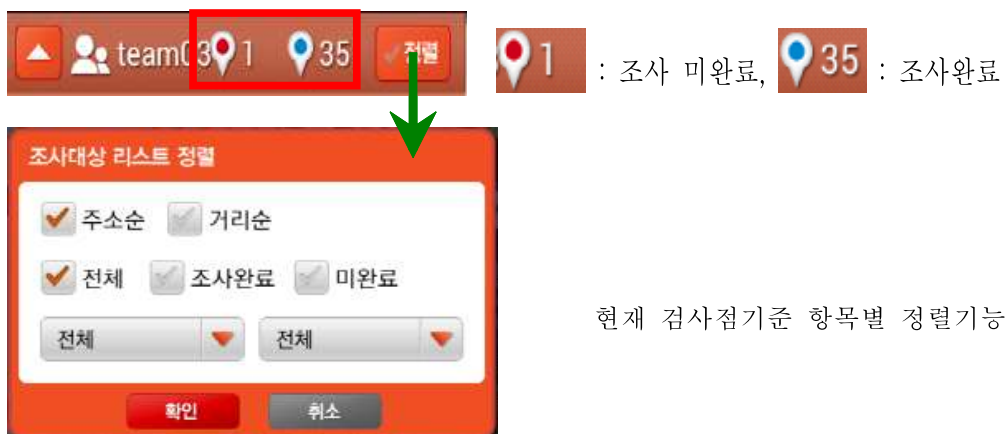 team03 1 35 정렬
1 : 조사 미완료, 35 : 조사완료
조사대상 리스트 정렬
주소순 거리순
전체 조사완료 미완료
전체 전체
현재 검사점기준 항목별 정렬기능
확인 취소